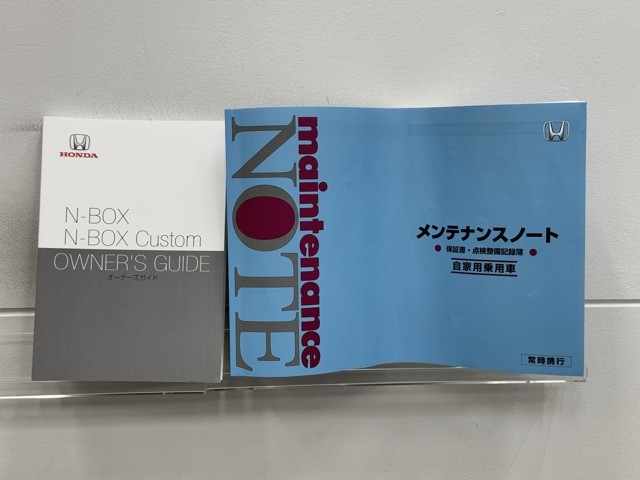 HONDA
N-BOX
N-BOX Custom
OWNER'S GUIDE
オーナーズガイド
maintenance
NOTE
メンテナンスノート
保証書・点検整備記録簿
自家用乗用車
常時携行